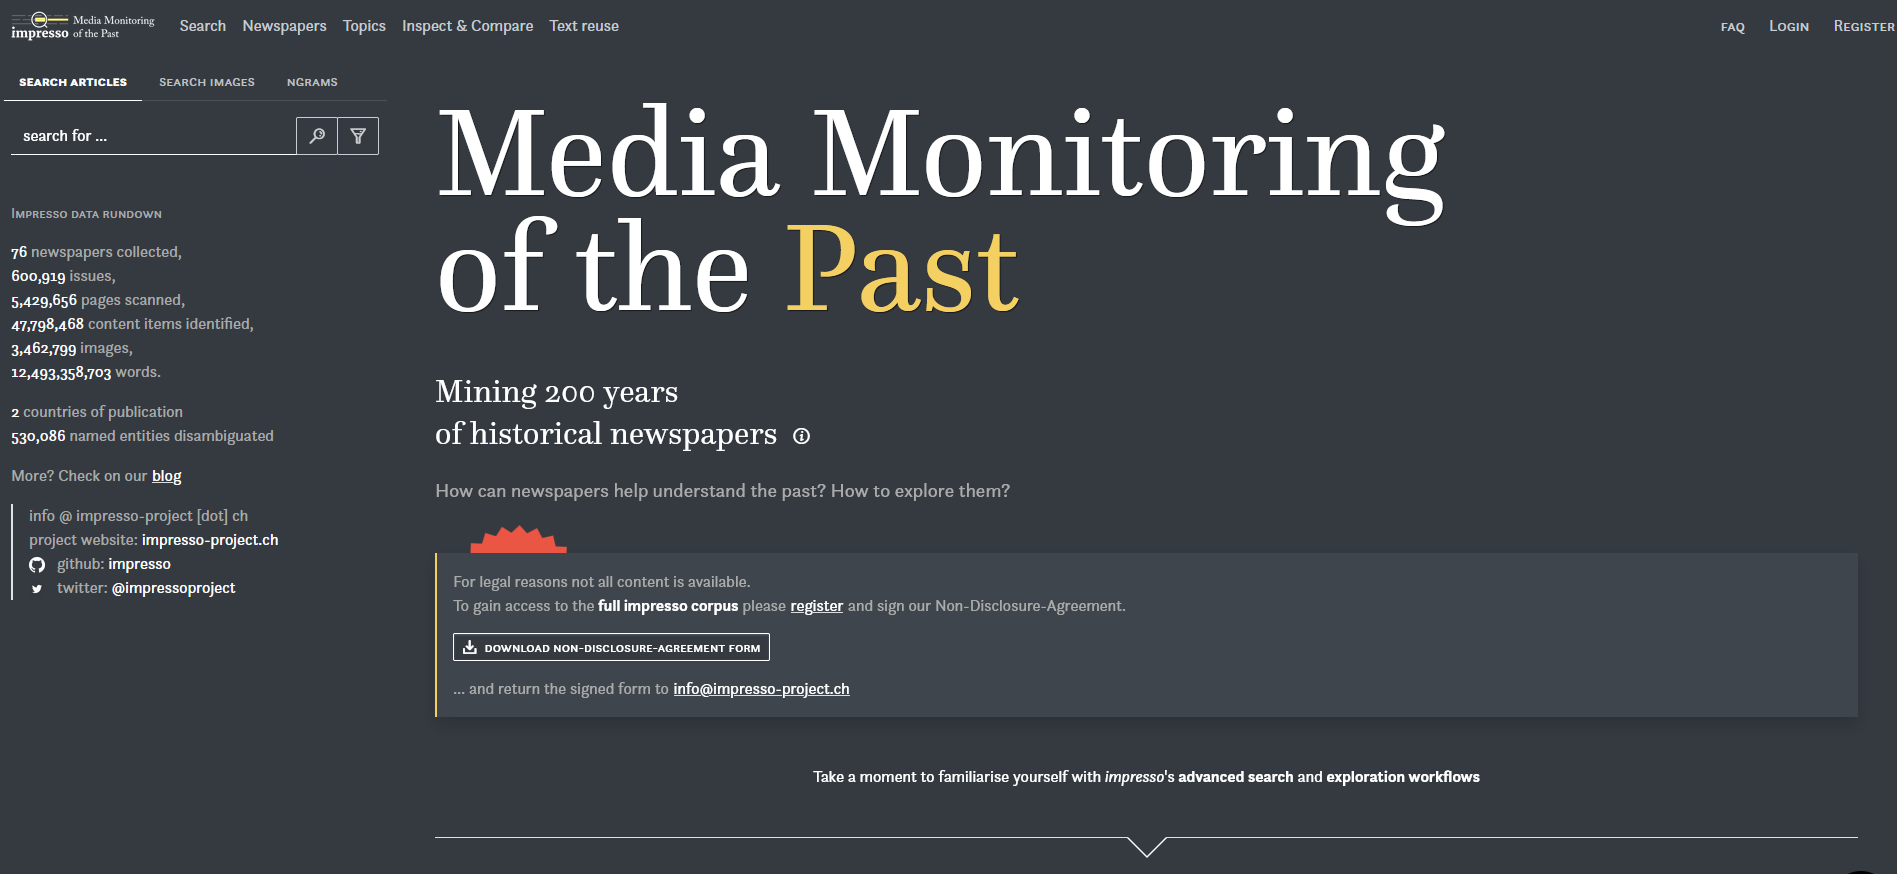 impresso Media Monitoring of the Past
Search Newspapers Topics Inspect & Compare Text reuse
FAQ LOGIN REGISTER
SEARCH ARTICLES SEARCH IMAGES NGRAMS
search for ...
IMPRESSO DATA RUNDOWN
76 newspapers collected,
600,919 issues,
5,429,656 pages scanned,
47,798,468 content items identified,
3,462,799 images,
12,493,358,703 words.
2 countries of publication
530,086 named entities disambiguated
More? Check on our blog
info @ impresso-project [dot] ch
project website: impresso-project.ch
github: impresso
twitter: @impressoproject
Media Monitoring
of the Past
Mining 200 years
of historical newspapers
How can newspapers help understand the past? How to explore them?
For legal reasons not all content is available.
To gain access to the full impresso corpus please register and sign our Non-Disclosure-Agreement.
DOWNLOAD NON-DISCLOSURE-AGREEMENT FORM
... and return the signed form to info@impresso-project.ch
Take a moment to familiarise yourself with impresso's advanced search and exploration workflows